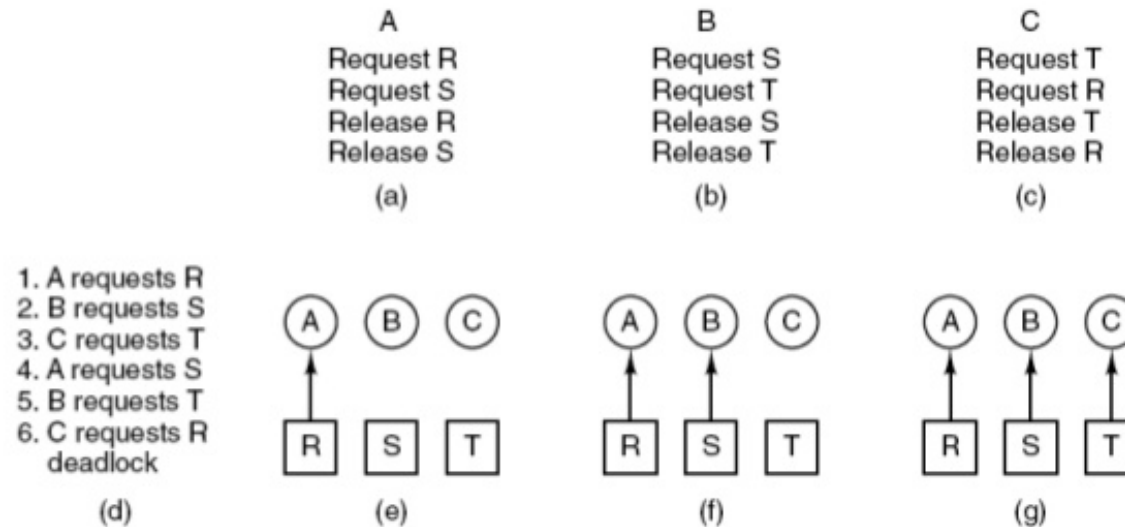 A
Request R
Request S
Release R
Release S
(a)
B
Request S
Request T
Release S
Release T
(b)
C
Request T
Request R
Release T
Release R
(c)
1. A requests R
2. B requests S
3. C requests T
4. A requests S
5. B requests T
6. C requests R
deadlock
(d)
A B C
R S T
(e)
A B C
R S T
(f)
A B C
R S T
(g)